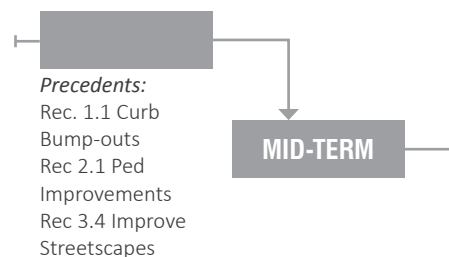 Precedents:
Rec. 1.1 Curb
Bump-outs
Rec 2.1 Ped
Improvements
Rec 3.4 Improve
Streetscapes
MID-TERM